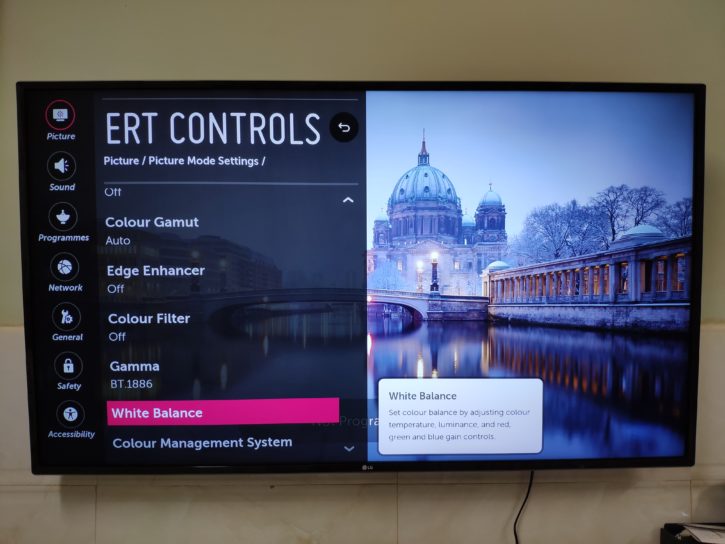 Picture
Sound
Programmes
Network
General
Safety
Accessibility
ERT CONTROLS
Picture / Picture Mode Settings /
Off
Colour Gamut
Auto
Edge Enhancer
Off
Colour Filter
Off
Gamma
BT.1886
White Balance
Colour Management System
White Balance
Set colour balance by adjusting colour
temperature, luminance, and red,
green and blue gain controls.
LG